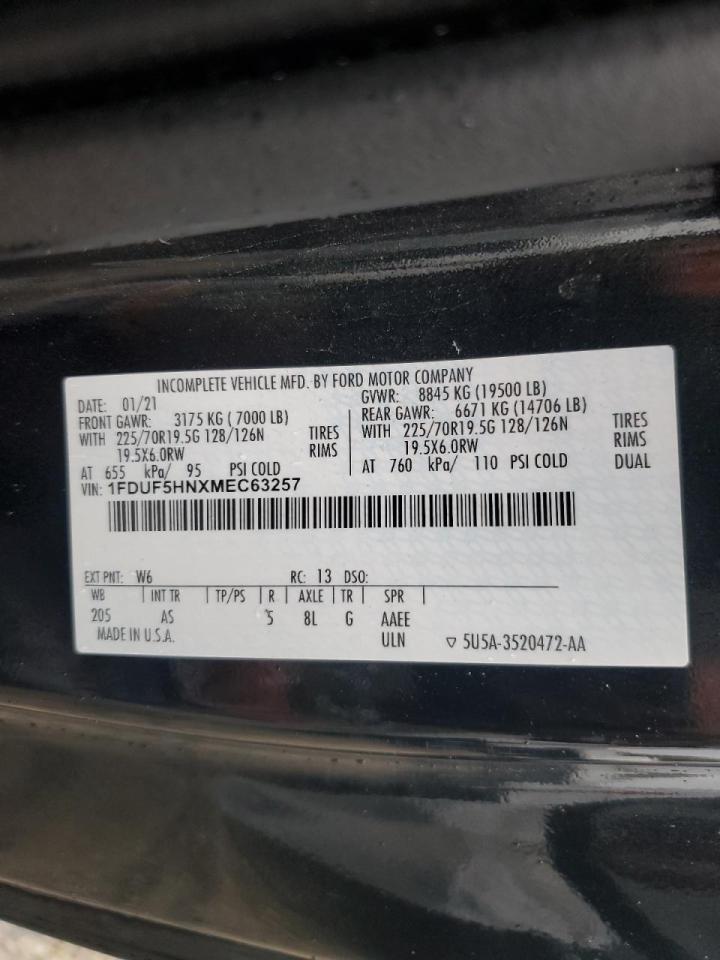 INCOMPLETE VEHICLE MFD. BY FORD MOTOR COMPANY
DATE: 01/21 GVWR: 8845 KG (19500 LB)
FRONT GAWR: 3175 KG (7000 LB) REAR GAWR: 6671 KG (14706 LB)
WITH 225/70R19.5G 128/126N TIRES WITH 225/70R19.5G 128/126N TIRES
19.5X6.0RW RIMS 19.5X6.0RW RIMS
AT 655 kPa/ 95 PSI COLD AT 760 kPa/ 110 PSI COLD DUAL
VIN: 1FDUF5HNXMEC63257
EXT PNT: W6 RC: 13 DSO:
WB INT TR TP/PS R AXLE TR SPR
205 AS 5 8L G AAEE
MADE IN U.S.A. ULN ▽ 5U5A-3520472-AA